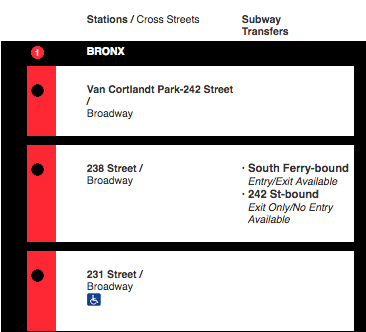 Stations / Cross Streets
Subway
Transfers
1
BRONX
Van Cortlandt Park-242 Street
/
Broadway
238 Street /
Broadway
· South Ferry-bound
Entry/Exit Available
· 242 St-bound
Exit Only/No Entry
Available
231 Street /
Broadway